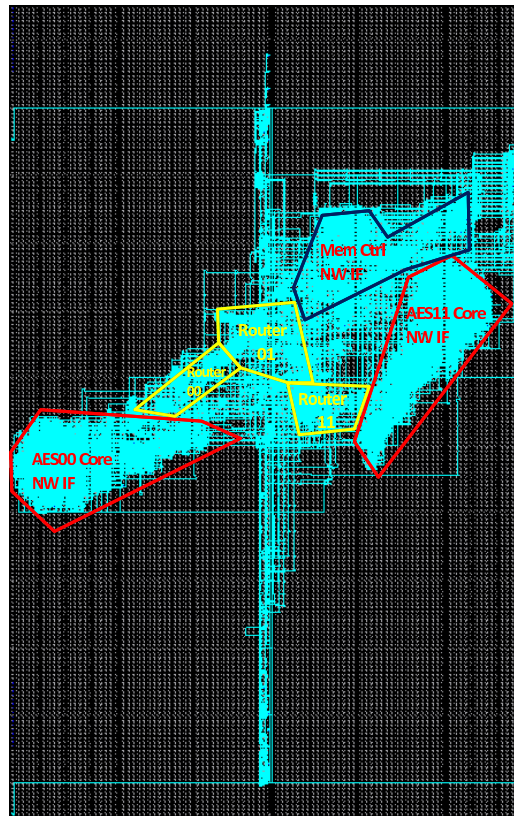 Mem Ctrl
NW IF
AES11 Core
NW IF
Router
01
Router
00
Router
11
AES00 Core
NW IF